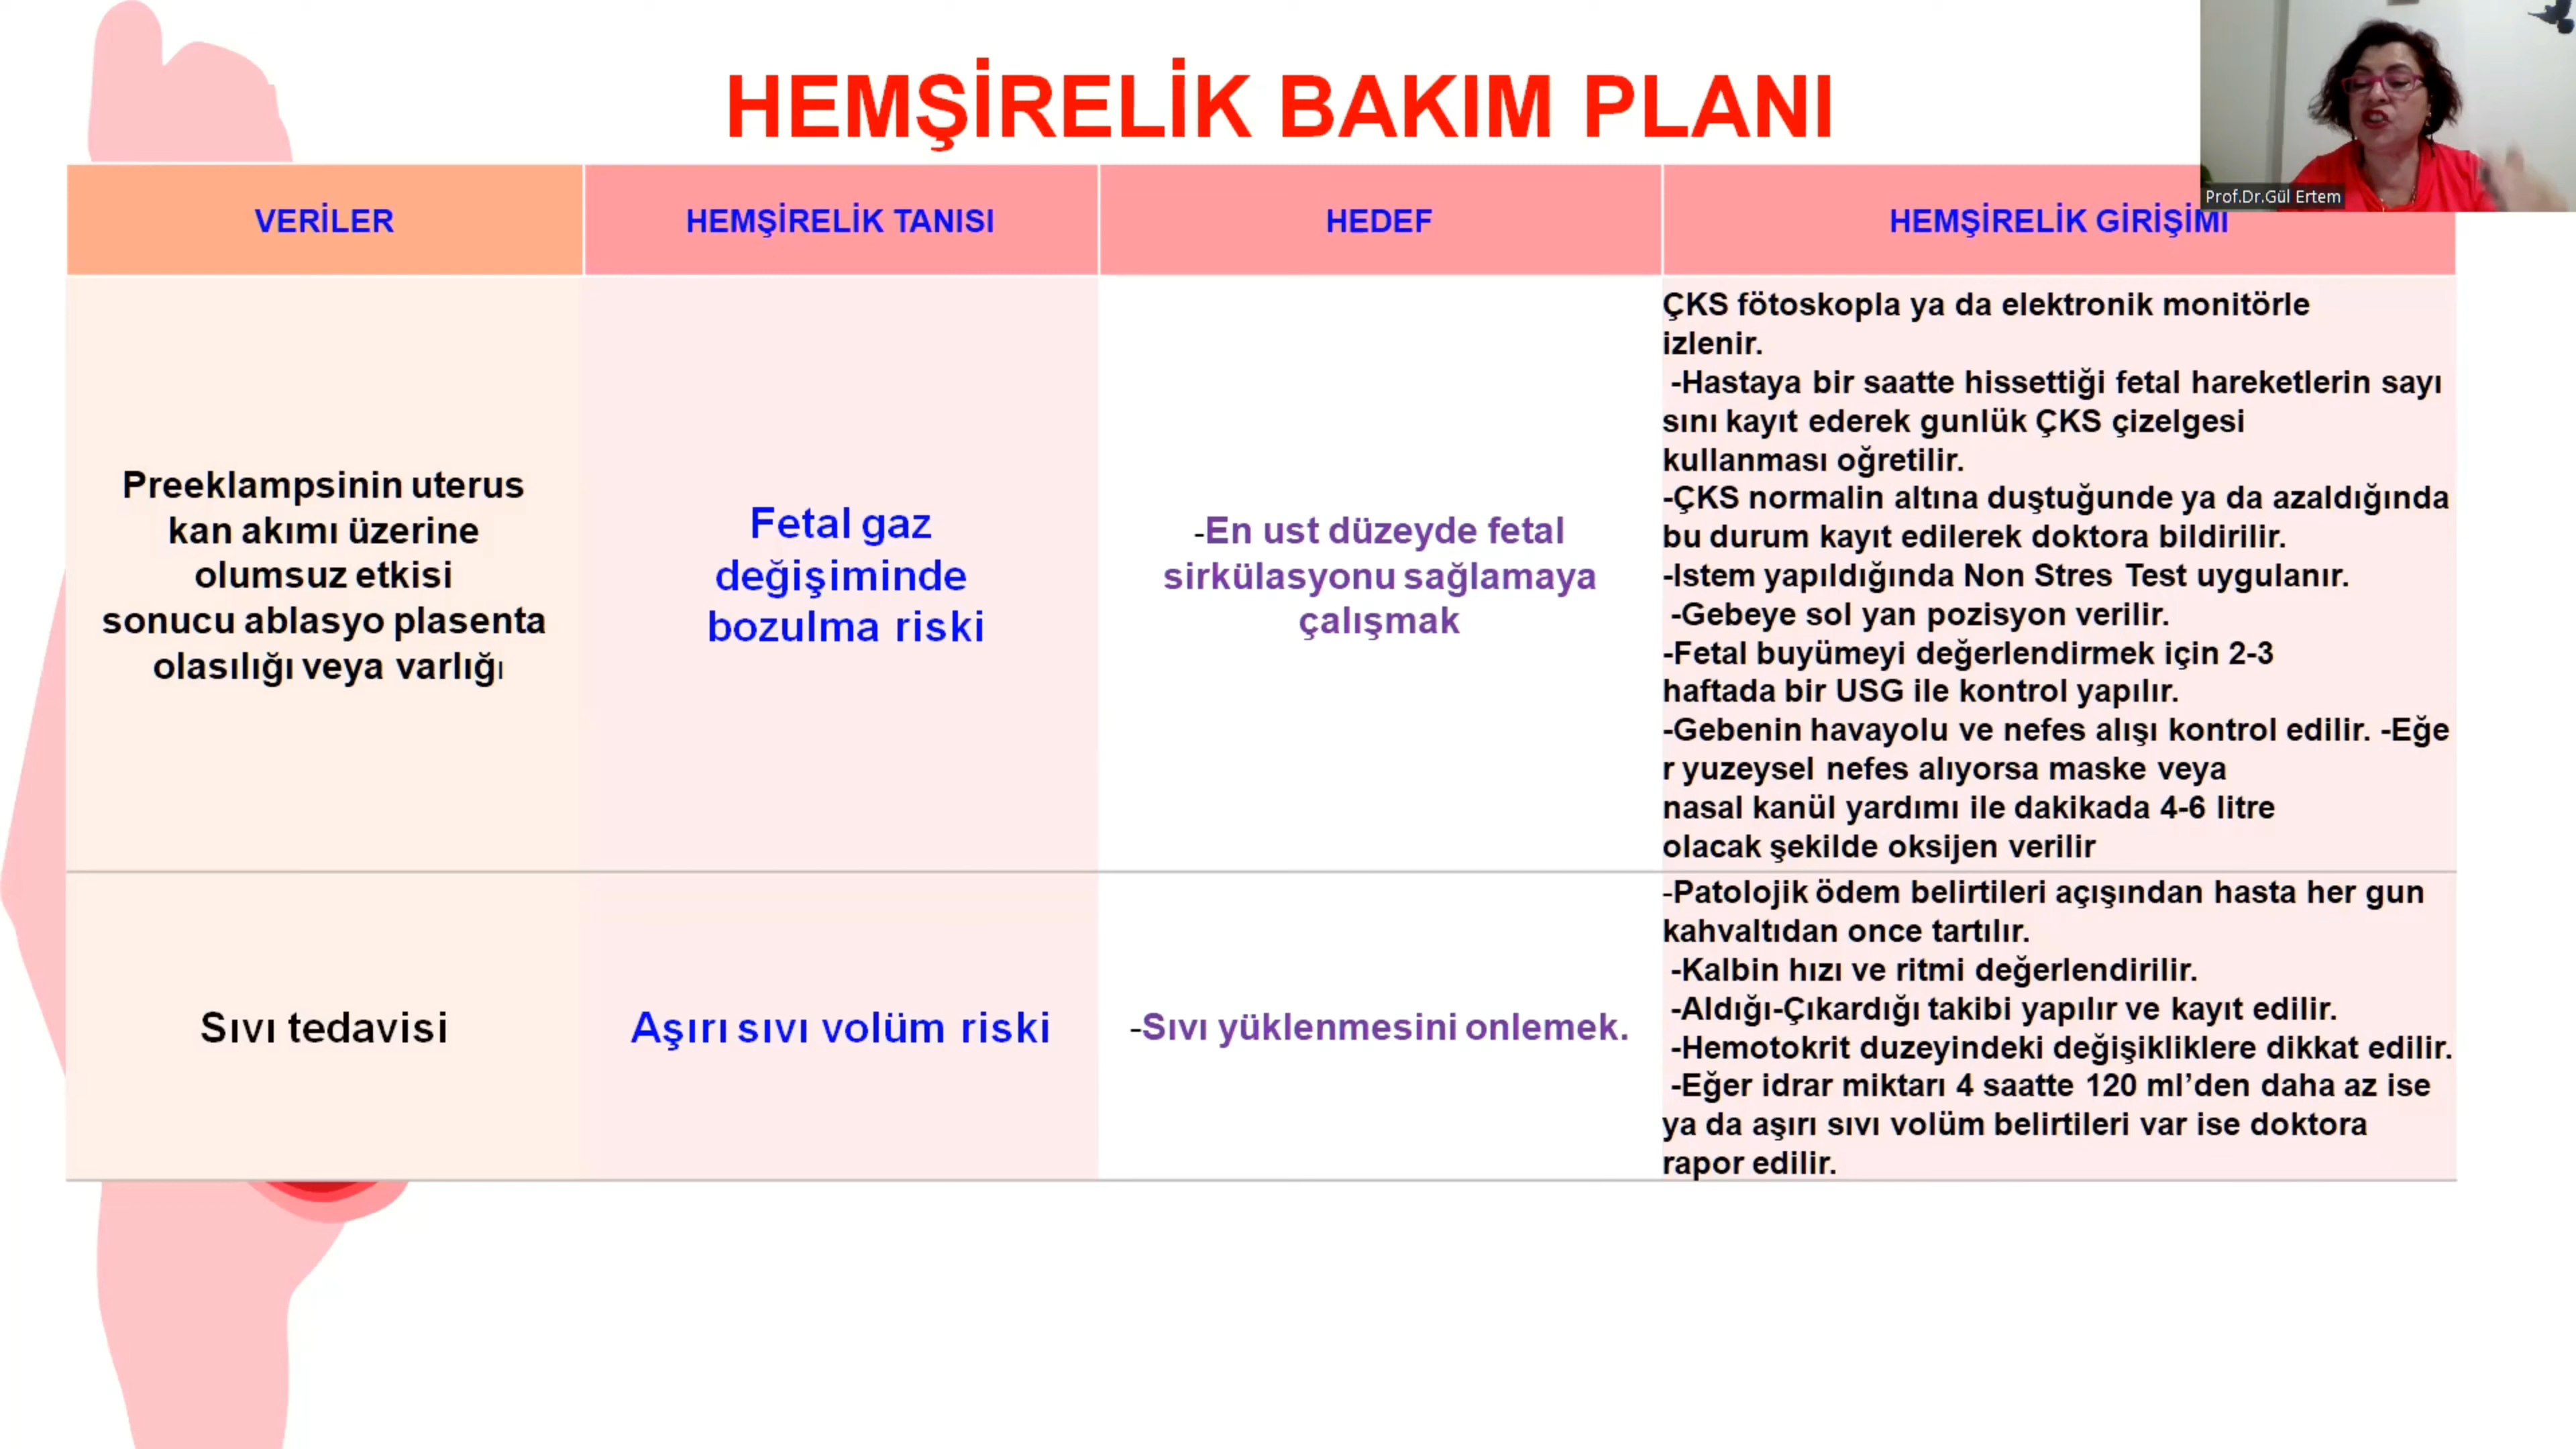 HEMŞİRELİK BAKIM PLANI
Prof.Dr.Gül Ertem
VERİLER
HEMŞİRELİK TANISI
HEDEF
HEMŞİRELİK GİRİŞİMİ
Preeklampsinin uterus
kan akımı üzerine
olumsuz etkisi
sonucu ablasyo plasenta
olasılığı veya varlığı
Fetal gaz
değişiminde
bozulma riski
-En ust düzeyde fetal
sirkülasyonu sağlamaya
çalışmak
ÇKS fötoskopla ya da elektronik monitörle
izlenir.
-Hastaya bir saatte hissettiği fetal hareketlerin sayı
sını kayıt ederek gunlük ÇKS çizelgesi
kullanması oğretilir.
-ÇKS normalin altına duştuğunde ya da azaldığında
bu durum kayıt edilerek doktora bildirilir.
-Istem yapıldığında Non Stres Test uygulanır.
-Gebeye sol yan pozisyon verilir.
-Fetal buyümeyi değerlendirmek için 2-3
haftada bir USG ile kontrol yapılır.
-Gebenin havayolu ve nefes alışı kontrol edilir. -Eğe
r yuzeysel nefes alıyorsa maske veya
nasal kanül yardımı ile dakikada 4-6 litre
olacak şekilde oksijen verilir
Sıvı tedavisi
Aşırı sıvı volüm riski
-Sıvı yüklenmesini onlemek.
-Patolojik ödem belirtileri açışından hasta her gun
kahvaltıdan once tartılır.
-Kalbin hızı ve ritmi değerlendirilir.
-Aldığı-Çıkardığı takibi yapılır ve kayıt edilir.
-Hemotokrit duzeyindeki değişikliklere dikkat edilir.
-Eğer idrar miktarı 4 saatte 120 ml’den daha az ise
ya da aşırı sıvı volüm belirtileri var ise doktora
rapor edilir.